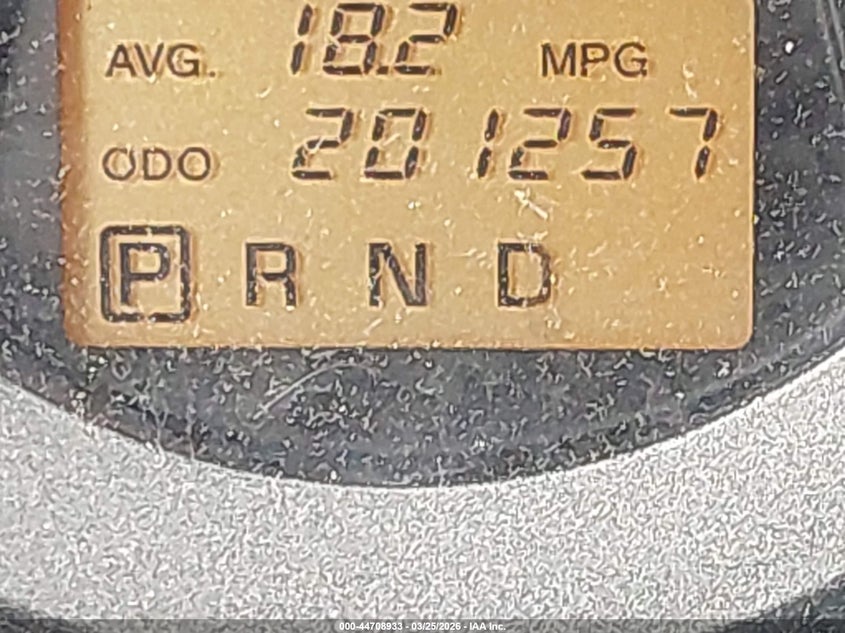 AVG. 18.2 MPG
ODO 201257
P R N D
000-44708933 - 03/25/2026 - IAA Inc.